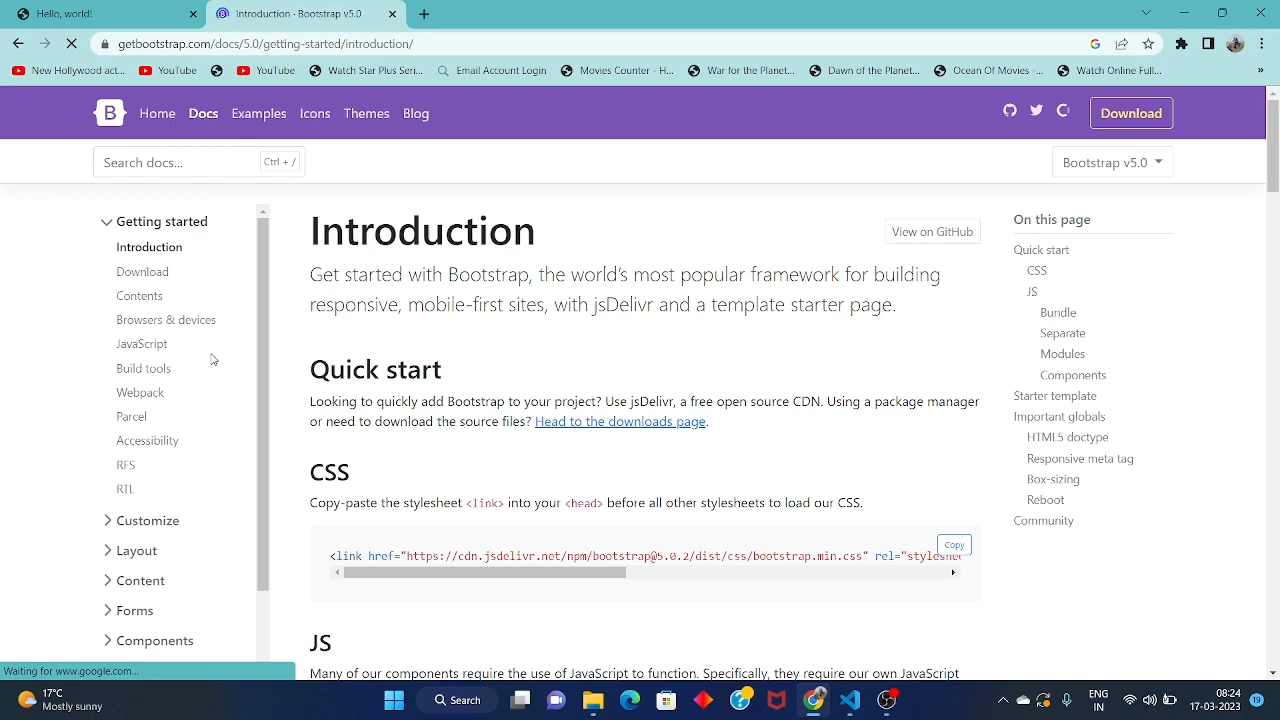 Hello, world!
Introduction · Bootstrap v5.0
getbootstrap.com/docs/5.0/getting-started/introduction/
New Hollywood act...
YouTube
YouTube
Watch Star Plus Seri...
Email Account Login
Movies Counter - H...
War for the Planet...
Dawn of the Planet...
Ocean Of Movies -...
Watch Online Full...
»
B
Home
Docs
Examples
Icons
Themes
Blog
Download
Search docs...
Ctrl + /
Bootstrap v5.0
Getting started
Introduction
Download
Contents
Browsers & devices
JavaScript
Build tools
Webpack
Parcel
Accessibility
RFS
RTL
Customize
Layout
Content
Forms
Components
Introduction
View on GitHub
Get started with Bootstrap, the world's most popular framework for building
responsive, mobile-first sites, with jsDelivr and a template starter page.
Quick start
Looking to quickly add Bootstrap to your project? Use jsDelivr, a free open source CDN. Using a package manager
or need to download the source files? Head to the downloads page.
CSS
Copy-paste the stylesheet <link> into your <head> before all other stylesheets to load our CSS.
Copy
<link href="https://cdn.jsdelivr.net/npm/bootstrap@5.0.2/dist/css/bootstrap.min.css" rel="styleshe
JS
Many of our components require the use of JavaScript to function. Specifically, they require our own JavaScript
On this page
Quick start
CSS
JS
Bundle
Separate
Modules
Components
Starter template
Important globals
HTML5 doctype
Responsive meta tag
Box-sizing
Reboot
Community
Waiting for www.google.com...
17°C
Mostly sunny
Search
ENG
IN
08:24
17-03-2023
19